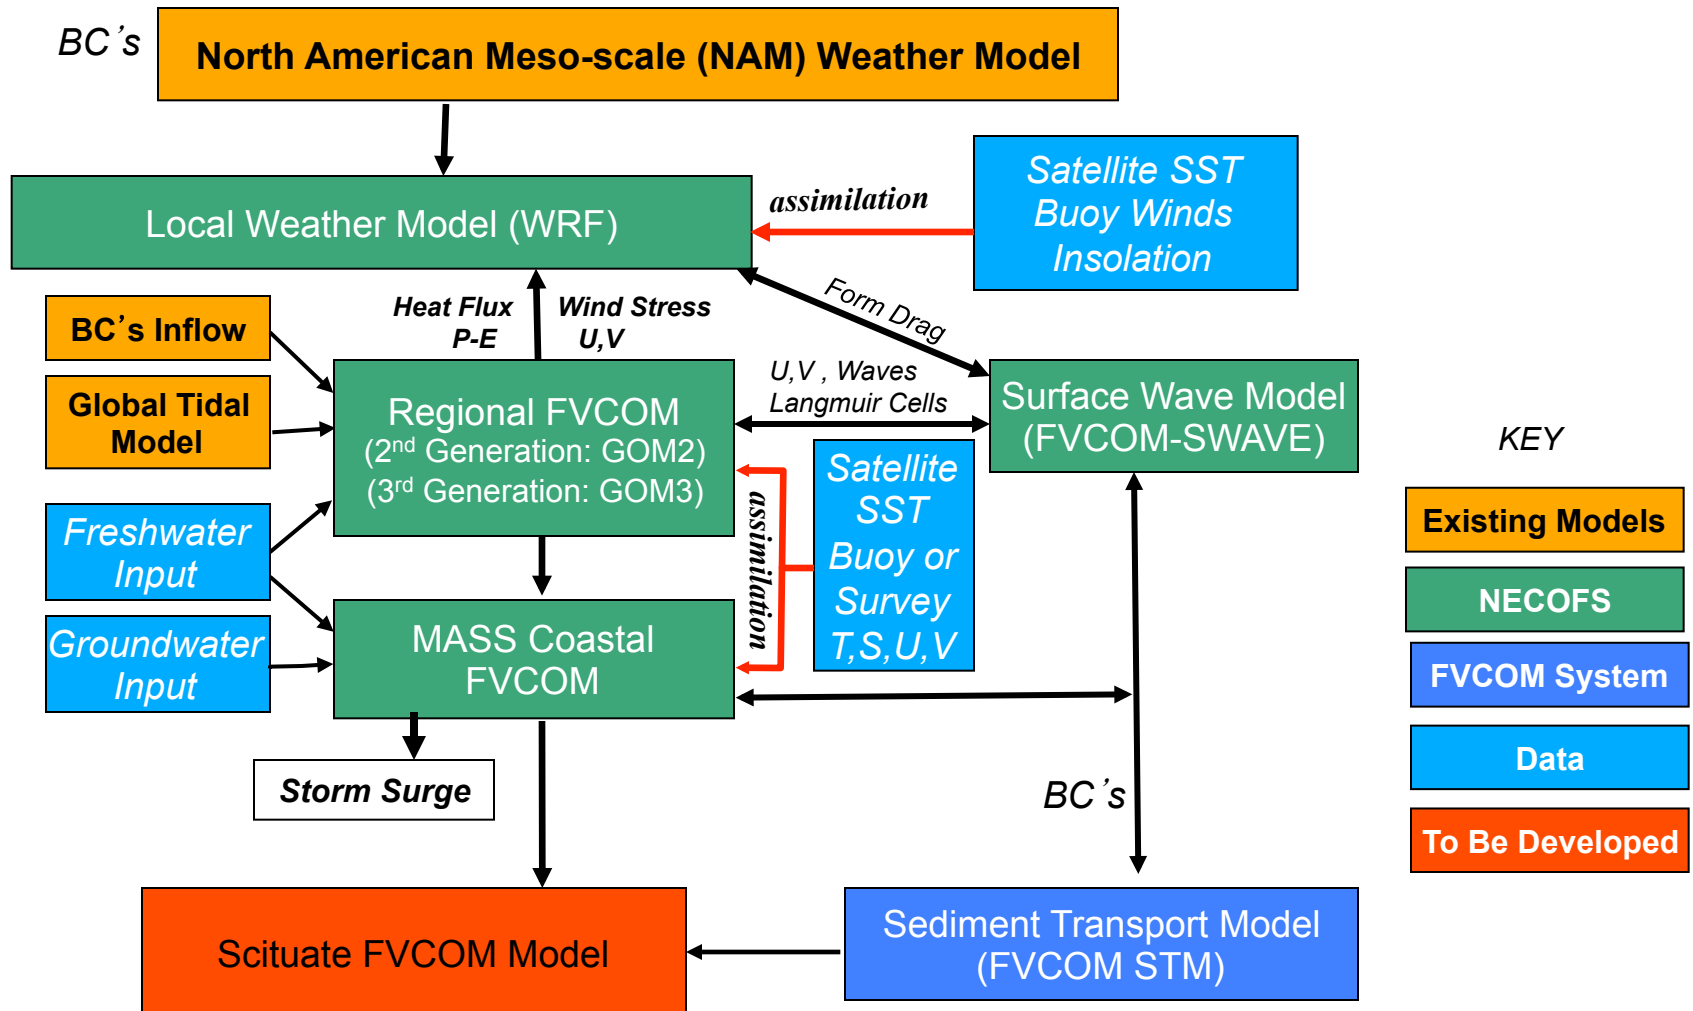 BC’s
North American Meso-scale (NAM) Weather Model
Satellite SST
Buoy Winds
Insolation
assimilation
Local Weather Model (WRF)
Form Drag
Heat Flux
P-E
Wind Stress
U,V
BC’s Inflow
Global Tidal
Model
Regional FVCOM
(2nd Generation: GOM2)
(3rd Generation: GOM3)
U,V , Waves
Langmuir Cells
Surface Wave Model
(FVCOM-SWAVE)
Freshwater
Input
Groundwater
Input
assimilation
Satellite
SST
Buoy or
Survey
T,S,U,V
MASS Coastal
FVCOM
Storm Surge
BC’s
Scituate FVCOM Model
Sediment Transport Model
(FVCOM STM)
KEY
Existing Models
NECOFS
FVCOM System
Data
To Be Developed